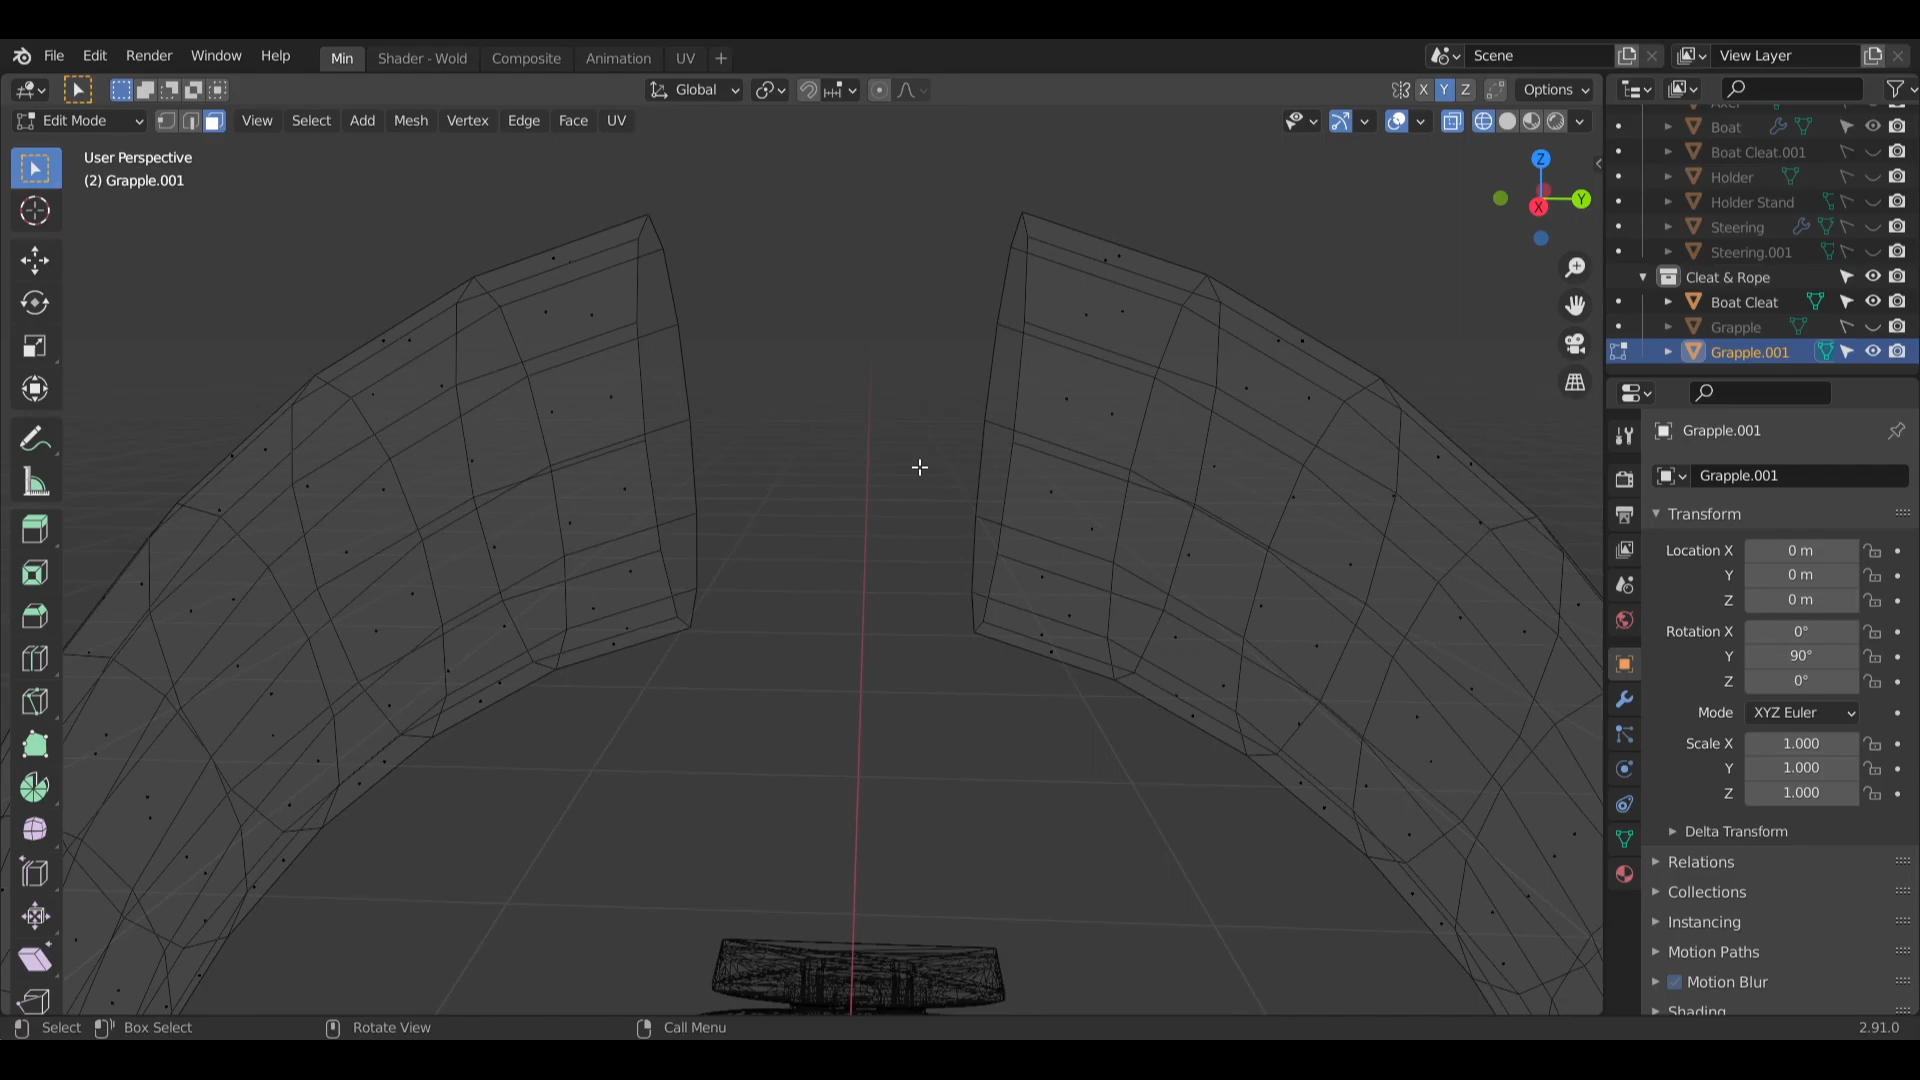 File Edit Render Window Help Min Shader - Wold Composite Animation UV + Scene View Layer
Global X Y Z Options
Edit Mode View Select Add Mesh Vertex Edge Face UV
User Perspective
(2) Grapple.001
Z
Y
X
Boat
Boat Cleat.001
Holder
Holder Stand
Steering
Steering.001
Cleat & Rope
Boat Cleat
Grapple
Grapple.001
Grapple.001
Grapple.001
Transform
Location X 0 m
Y 0 m
Z 0 m
Rotation X 0°
Y 90°
Z 0°
Mode XYZ Euler
Scale X 1.000
Y 1.000
Z 1.000
Delta Transform
Relations
Collections
Instancing
Motion Paths
Motion Blur
Shading
Select Box Select Rotate View Call Menu 2.91.0